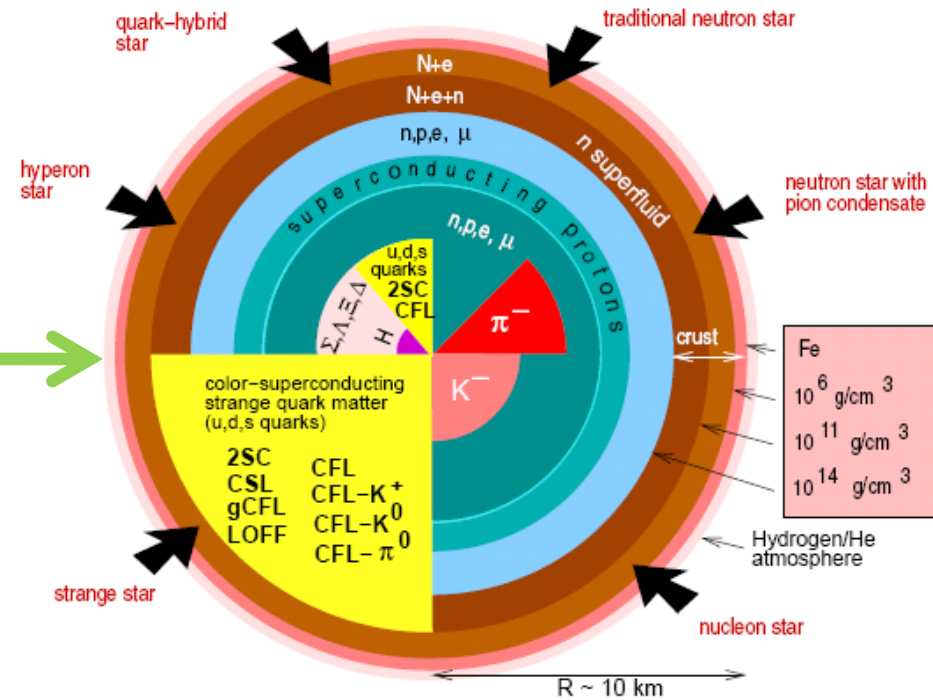 quark–hybrid
star
traditional neutron star
hyperon
star
neutron star with
pion condensate
N+e
N+e+n
n,p,e, μ
n superfluid
superconducting protons
n,p,e, μ
u,d,s
quarks
2SC
CFL
Σ,Λ,Ξ,Δ
H
π⁻
K⁻
crust
color–superconducting
strange quark matter
(u,d,s quarks)
2SC
CSL
gCFL
LOFF
CFL
CFL–K⁺
CFL–K⁰
CFL–π⁰
Fe
10⁶ g/cm³
10¹¹ g/cm³
10¹⁴ g/cm³
Hydrogen/He
atmosphere
strange star
nucleon star
R ~ 10 km